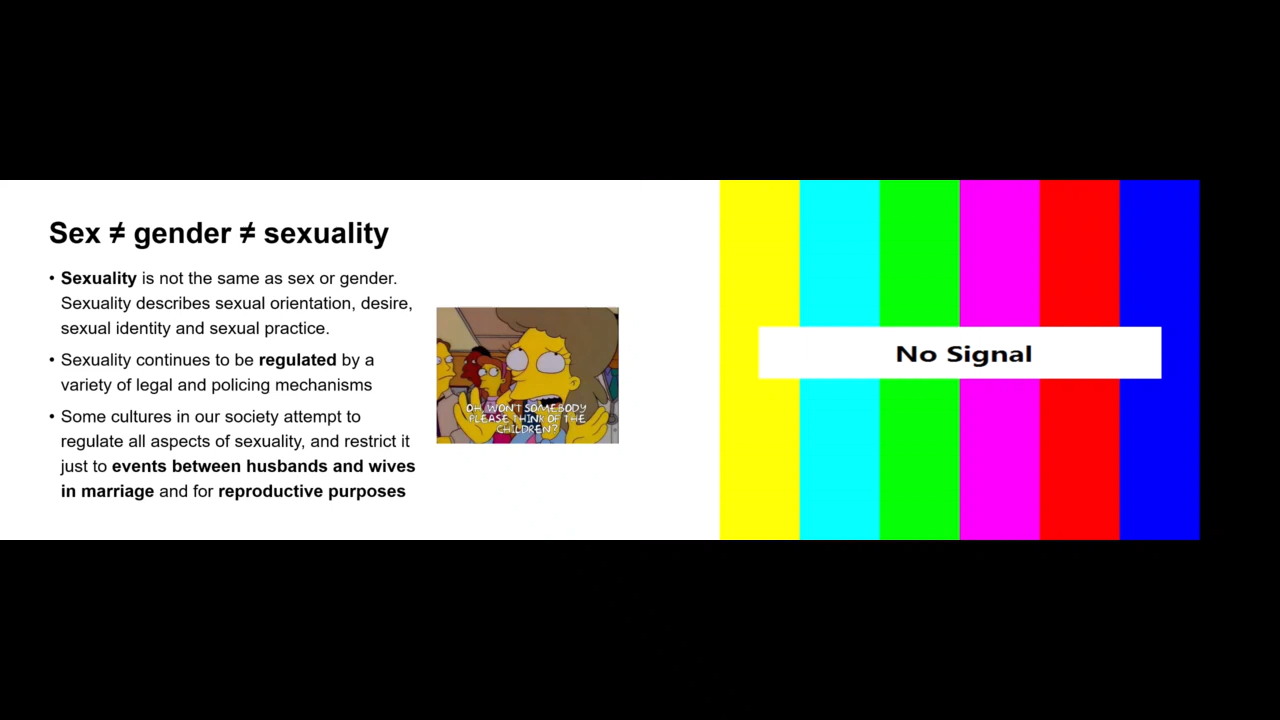 Sex ≠ gender ≠ sexuality
• Sexuality is not the same as sex or gender.
Sexuality describes sexual orientation, desire,
sexual identity and sexual practice.
• Sexuality continues to be regulated by a
variety of legal and policing mechanisms
• Some cultures in our society attempt to
regulate all aspects of sexuality, and restrict it
just to events between husbands and wives
in marriage and for reproductive purposes
OH, WON'T SOMEBODY
PLEASE THINK OF THE
CHILDREN?
No Signal